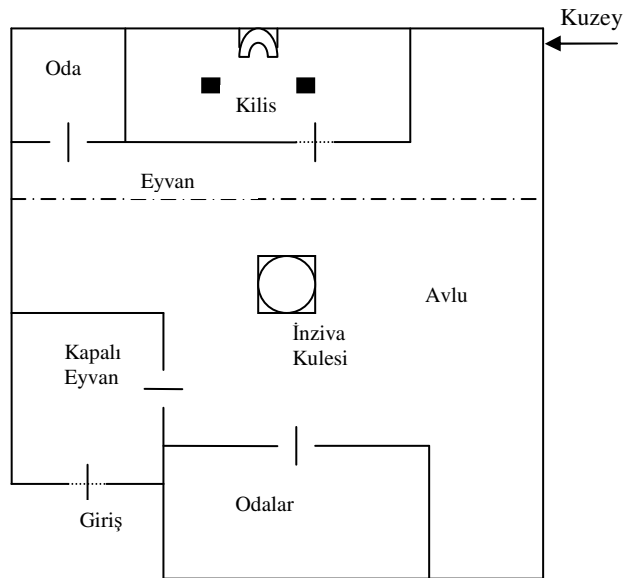 Kuzey
Oda
Kilis
Eyvan
Avlu
İnziva
Kulesi
Kapalı
Eyvan
Odalar
Giriş